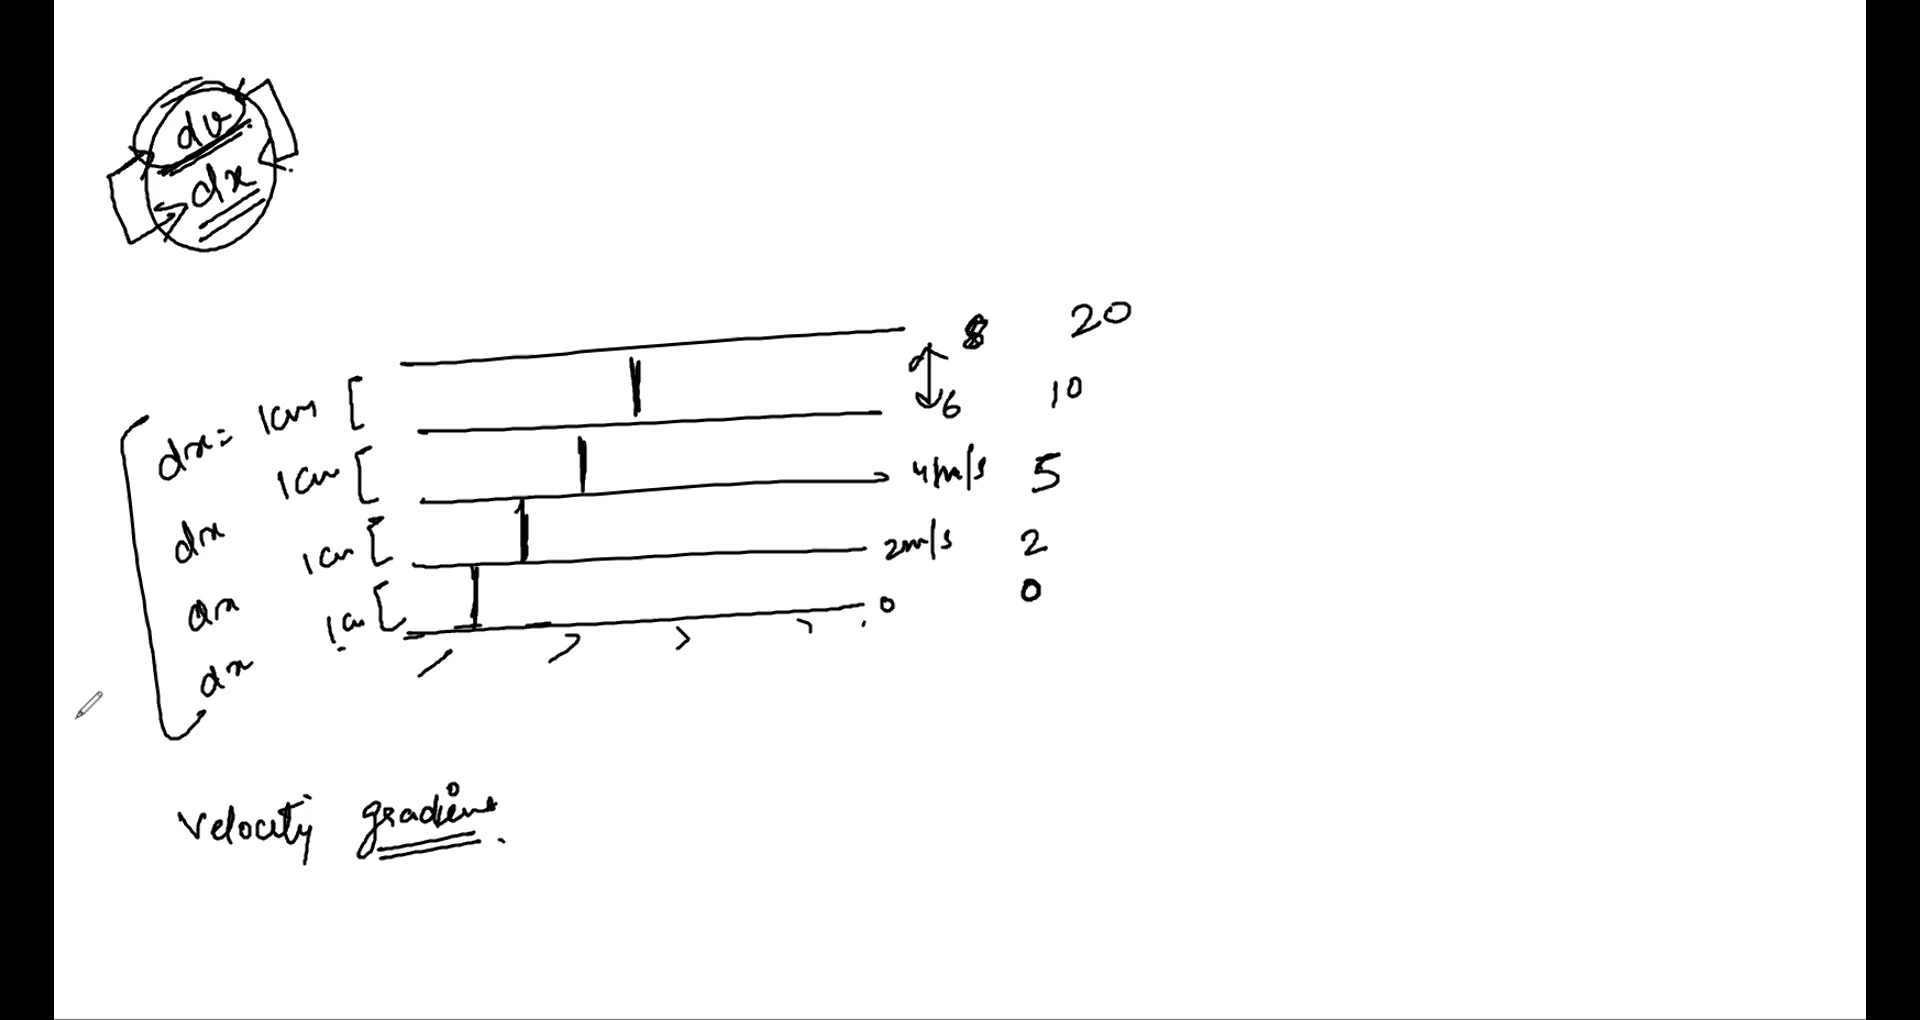 dv
dx
8 20
dx = 1cm [ 6 10
1cm [ 4m/s 5
dx 1cm [ 2m/s 2
dx 1cm [ 0 0
dx
Velocity gradient.